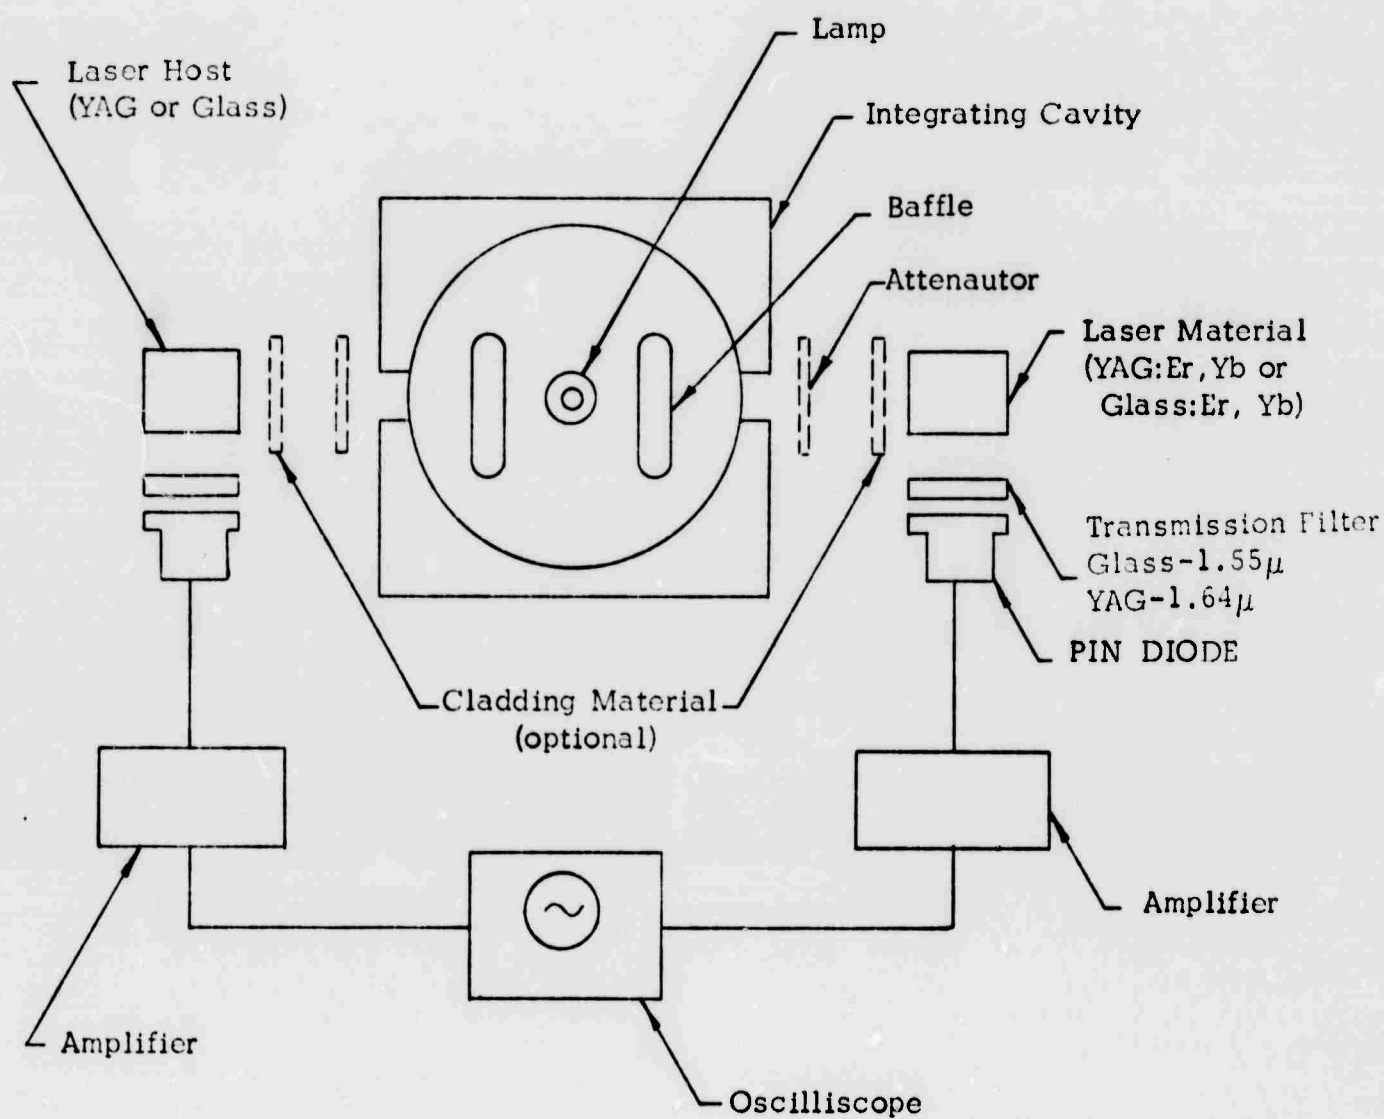 Lamp
Laser Host
(YAG or Glass)
Integrating Cavity
Baffle
Attenautor
Laser Material
(YAG:Er,Yb or
Glass:Er, Yb)
Transmission Filter
Glass-1.55μ
YAG-1.64μ
PIN DIODE
Cladding Material
(optional)
Amplifier
Amplifier
Oscilliscope